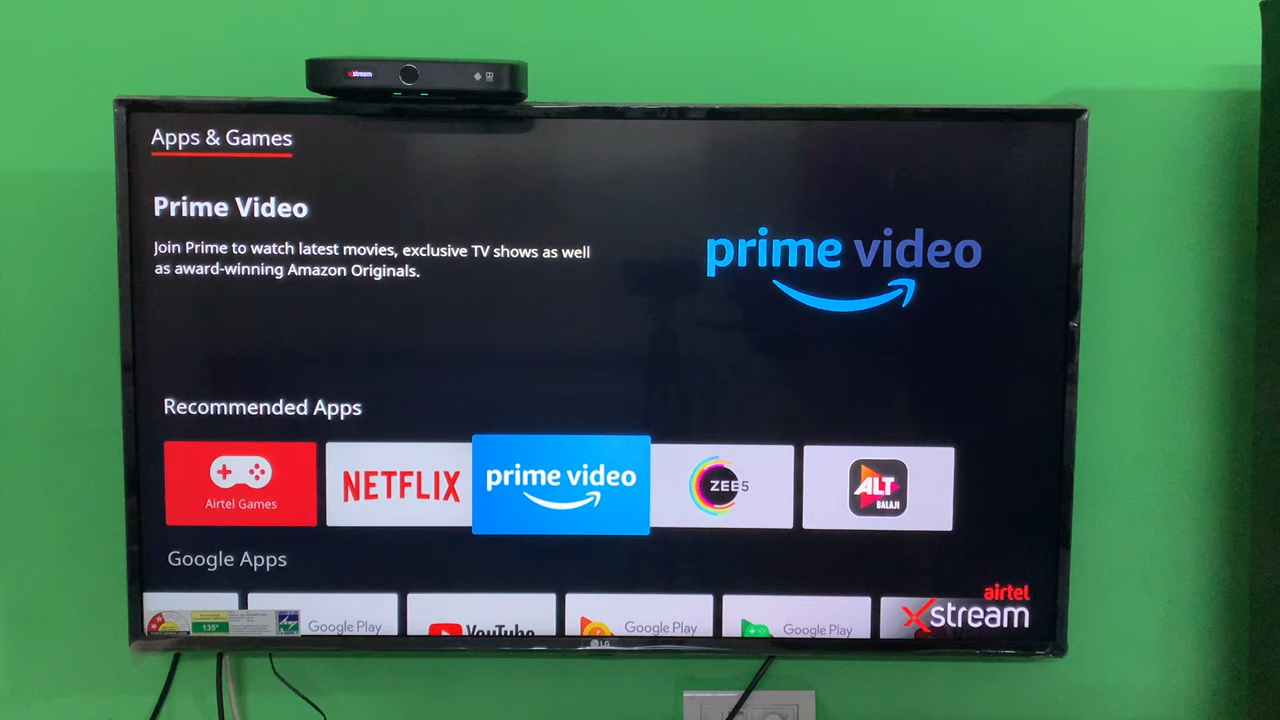 xstream
Apps & Games
Prime Video
Join Prime to watch latest movies, exclusive TV shows as well
as award-winning Amazon Originals.
prime video
Recommended Apps
Airtel Games
NETFLIX
prime video
ZEE5
ALT
BALAJI
Google Apps
135
Google Play
YouTube
Google Play
Google Play
airtel
Xstream
LG